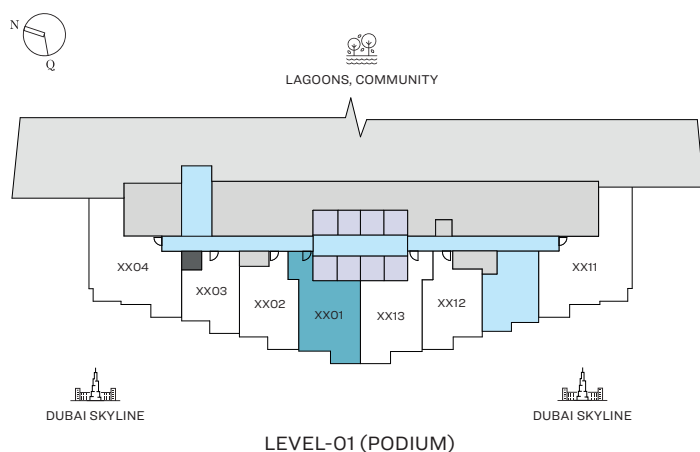 N
Q
LAGOONS, COMMUNITY
XX04
XX03
XX02
XX01
XX13
XX12
XX11
DUBAI SKYLINE
DUBAI SKYLINE
LEVEL-01 (PODIUM)